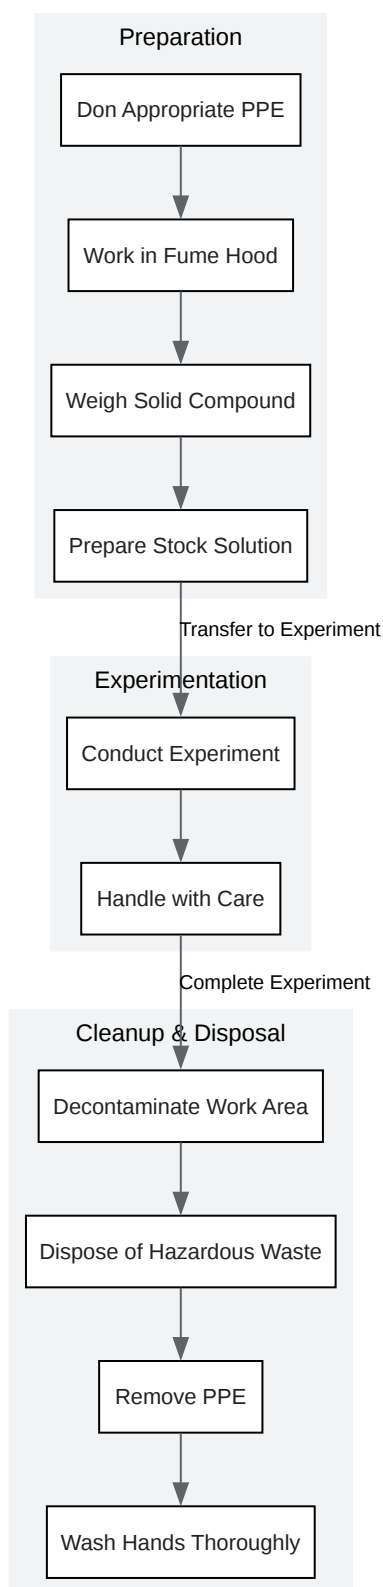 Preparation
Don Appropriate PPE
Work in Fume Hood
Weigh Solid Compound
Prepare Stock Solution
Transfer to Experiment
Experimentation
Conduct Experiment
Handle with Care
Complete Experiment
Cleanup & Disposal
Decontaminate Work Area
Dispose of Hazardous Waste
Remove PPE
Wash Hands Thoroughly